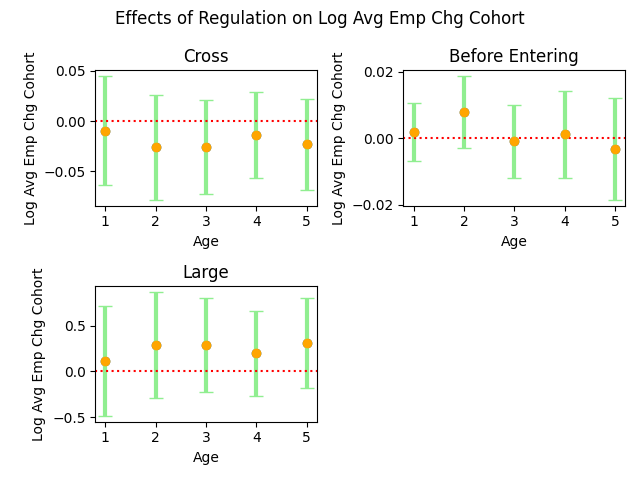 Effects of Regulation on Log Avg Emp Chg Cohort
Cross
Log Avg Emp Chg Cohort
0.05
0.00
−0.05
1 2 3 4 5
Age
Before Entering
Log Avg Emp Chg Cohort
0.02
0.00
−0.02
1 2 3 4 5
Age
Large
Log Avg Emp Chg Cohort
0.5
0.0
−0.5
1 2 3 4 5
Age